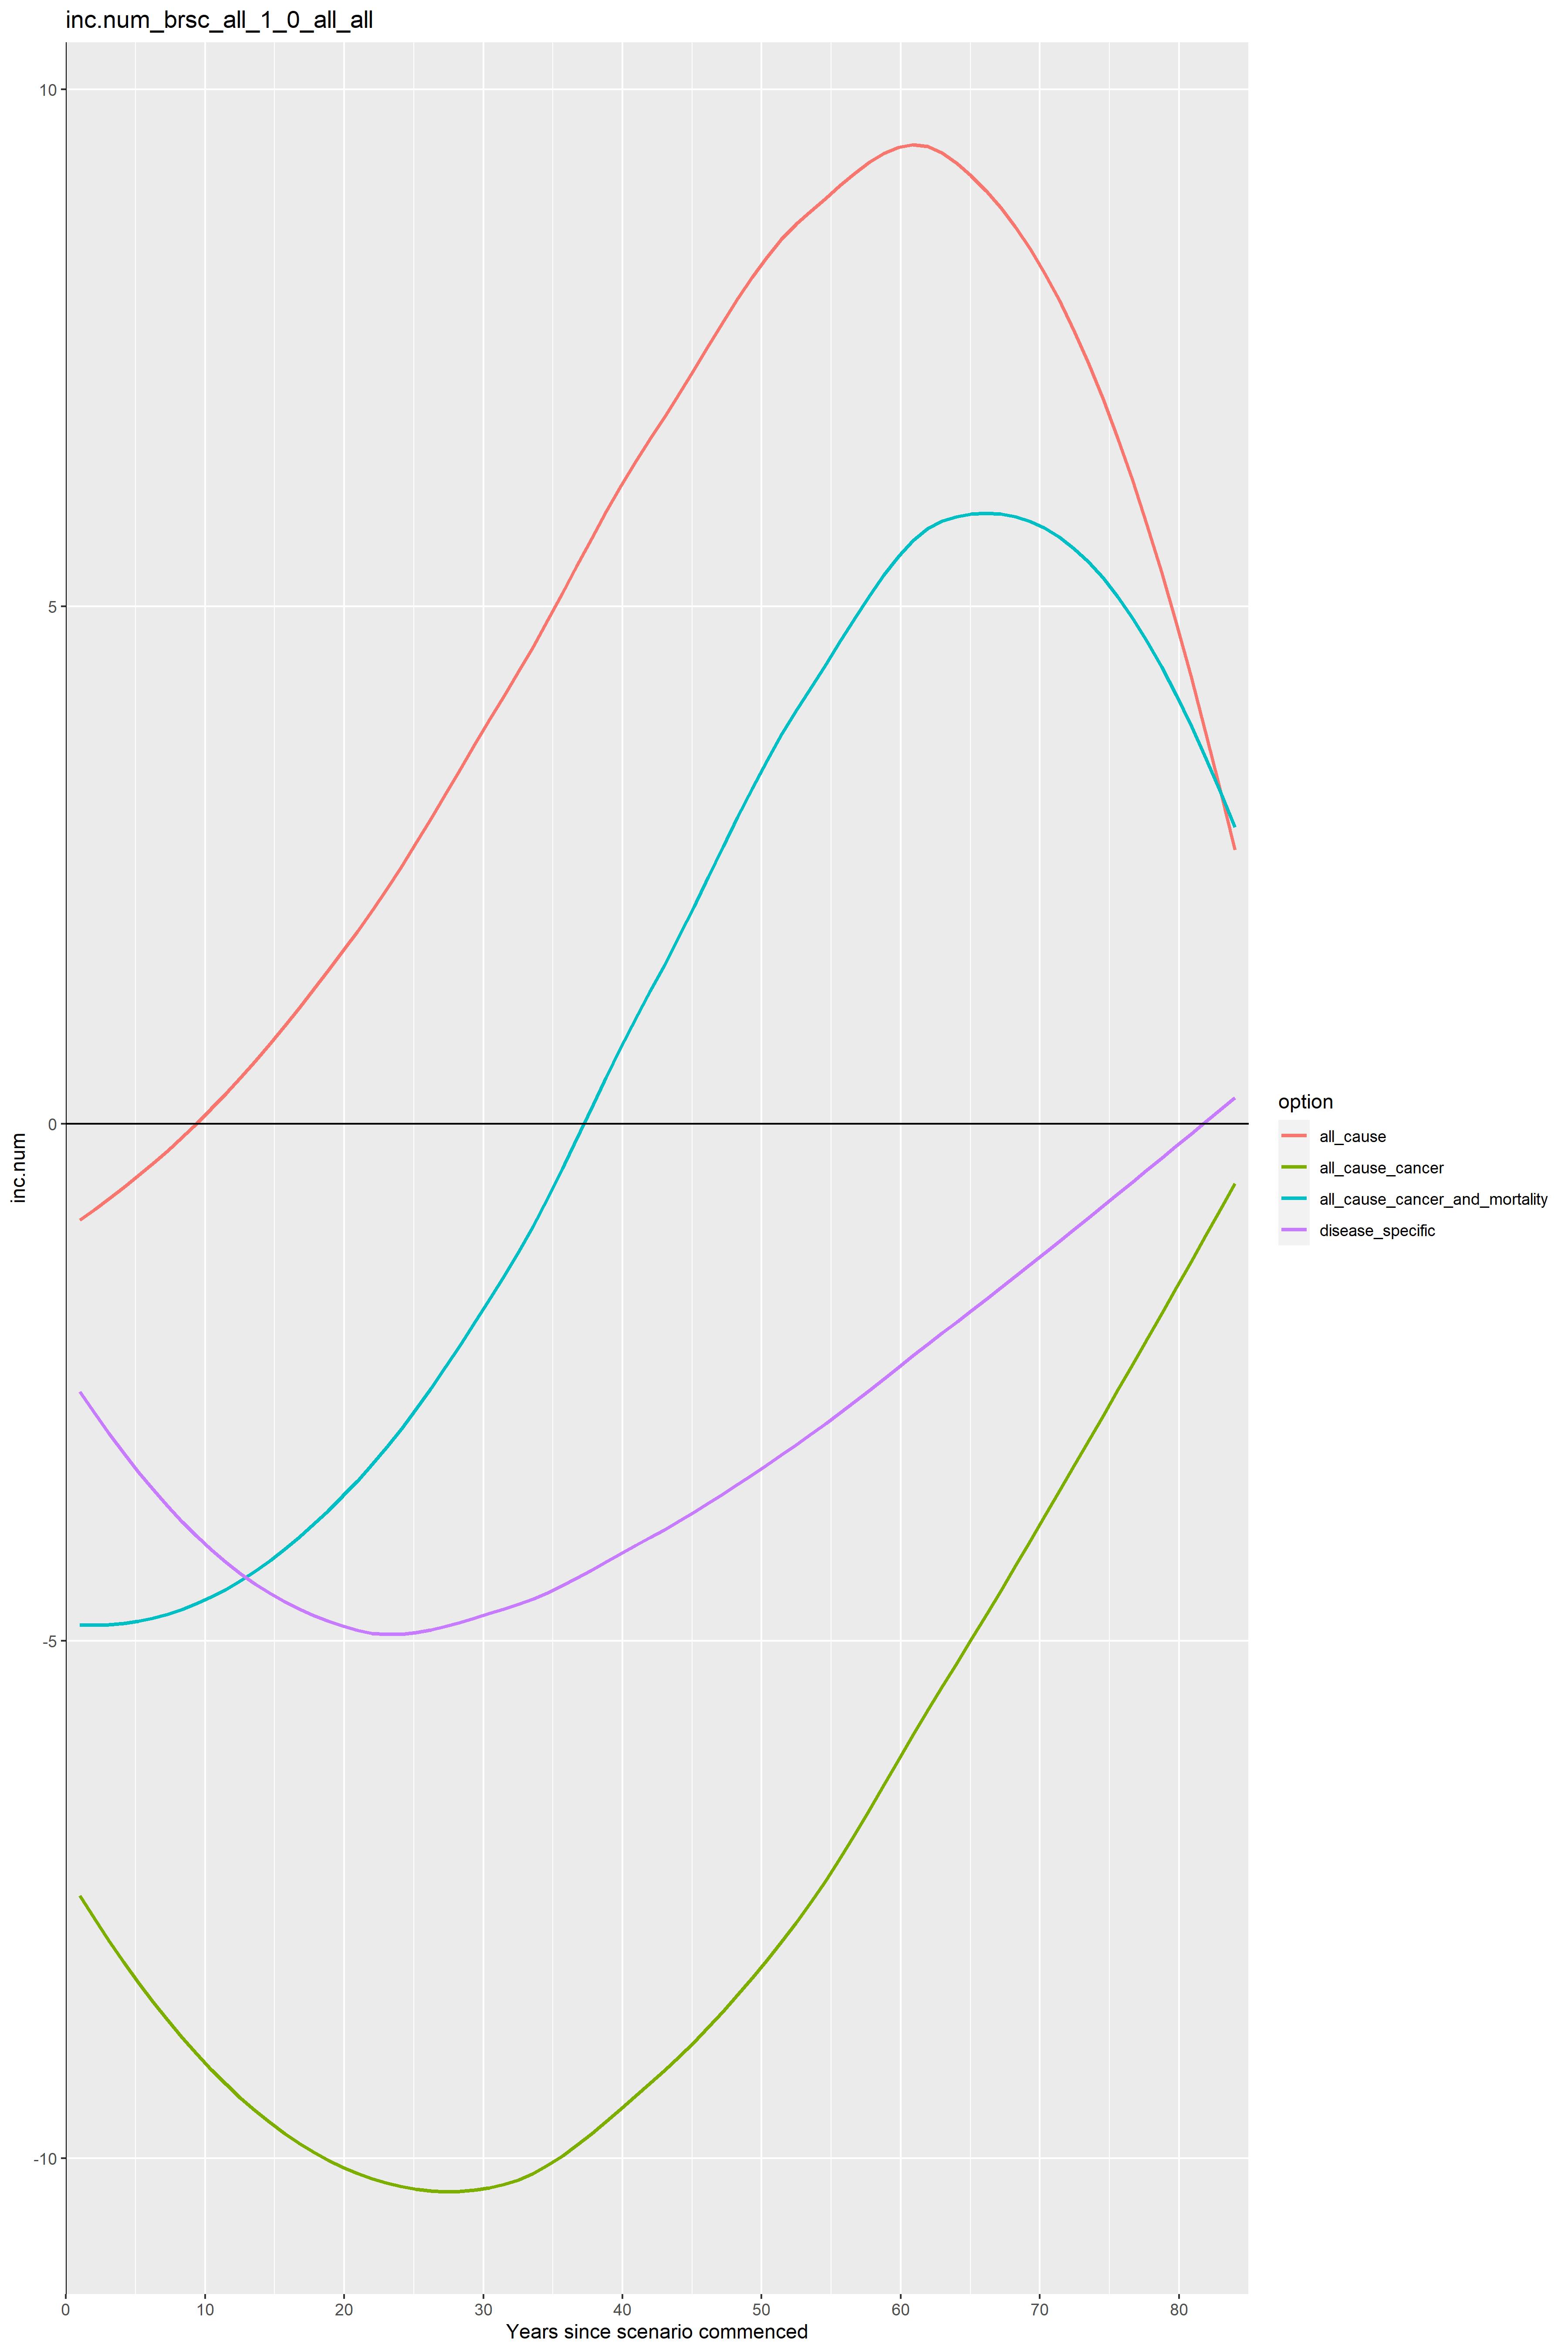 inc.num_brsc_all_1_0_all_all
10
5
0
-5
-10
inc.num
0 10 20 30 40 50 60 70 80
Years since scenario commenced
option
all_cause
all_cause_cancer
all_cause_cancer_and_mortality
disease_specific